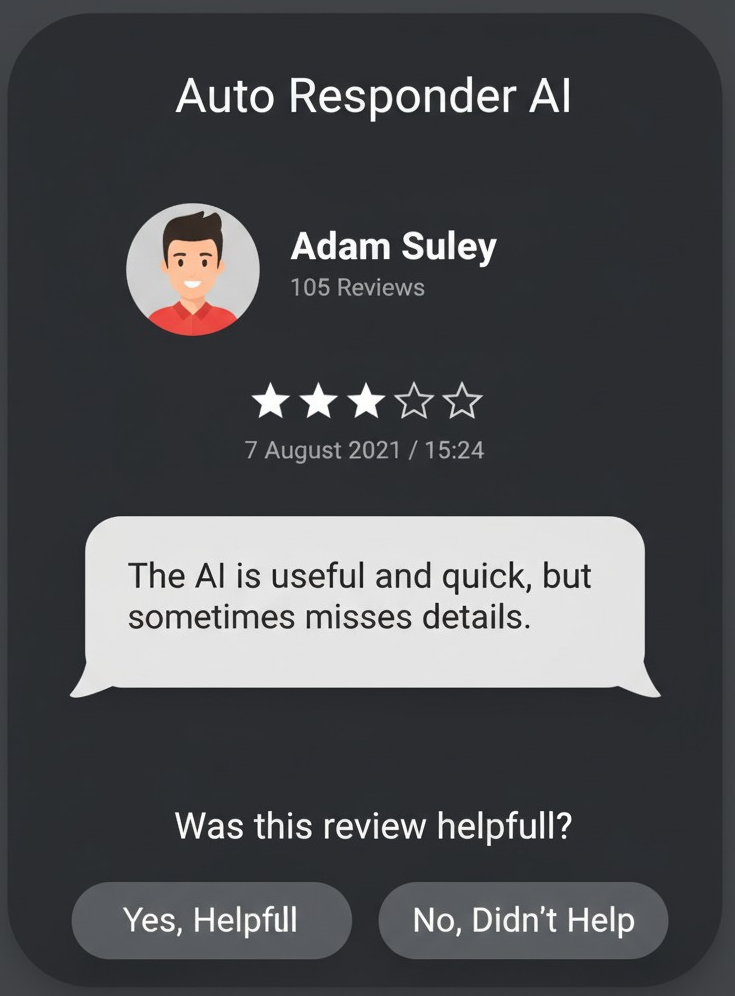 Auto Responder AI
Adam Suley
105 Reviews
7 August 2021 / 15:24
The AI is useful and quick, but
sometimes misses details.
Was this review helpfull?
Yes, Helpfull
No, Didn't Help